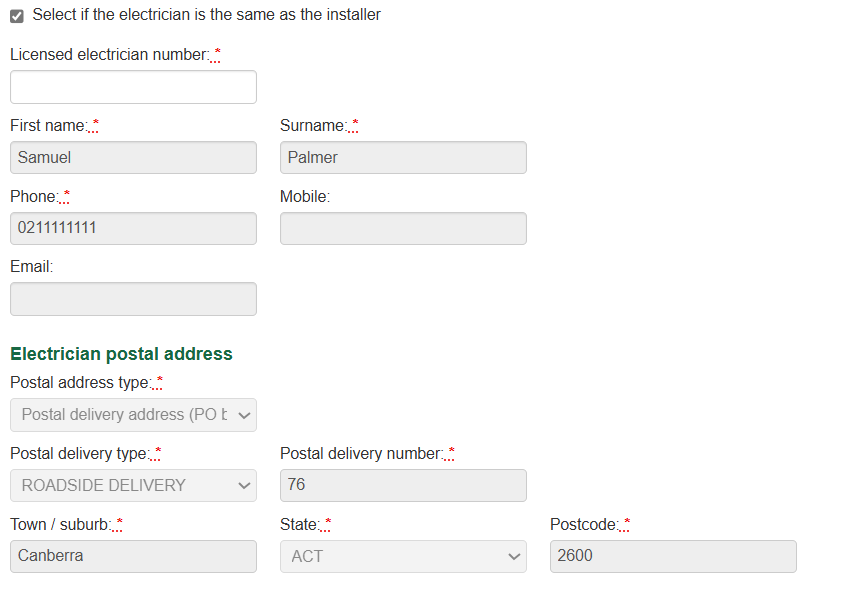 Select if the electrician is the same as the installer
Licensed electrician number: *
First name: * Surname: *
Samuel Palmer
Phone: * Mobile:
0211111111
Email:
Electrician postal address
Postal address type: *
Postal delivery address (PO b
Postal delivery type: * Postal delivery number: *
ROADSIDE DELIVERY 76
Town / suburb: * State: * Postcode: *
Canberra ACT 2600